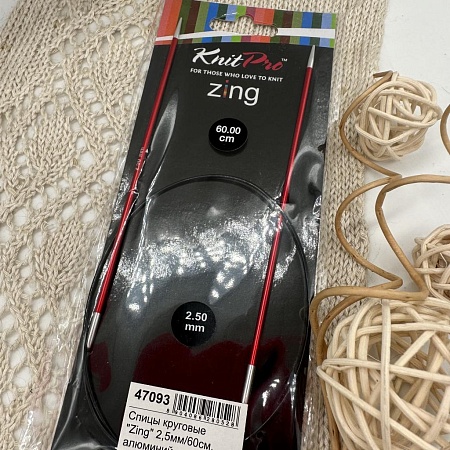 KnitPro™
FOR THOSE WHO LOVE TO KNIT
zing
60.00
cm
2.50
mm
47093
Спицы круговые
"Zing" 2,5мм/60см,